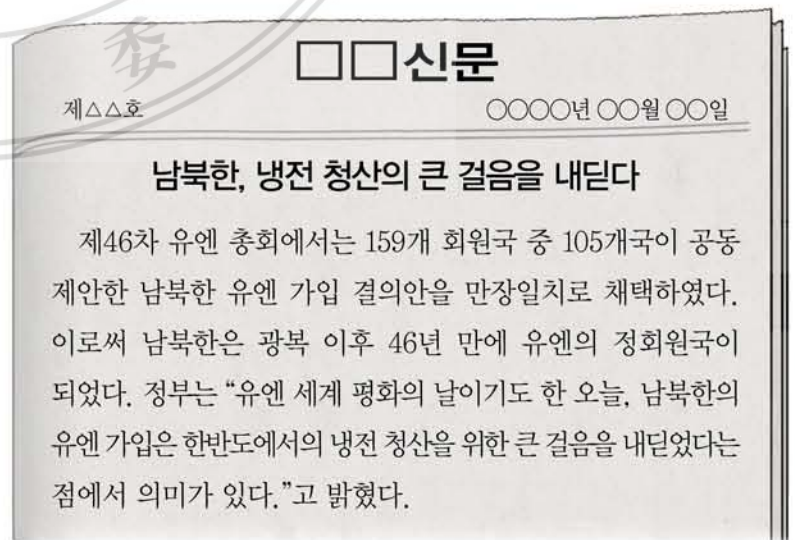 委
□□신문
제△△호 ○○○○년 ○○월 ○○일
남북한, 냉전 청산의 큰 걸음을 내딛다
제46차 유엔 총회에서는 159개 회원국 중 105개국이 공동
제안한 남북한 유엔 가입 결의안을 만장일치로 채택하였다.
이로써 남북한은 광복 이후 46년 만에 유엔의 정회원국이
되었다. 정부는 “유엔 세계 평화의 날이기도 한 오늘, 남북한의
유엔 가입은 한반도에서의 냉전 청산을 위한 큰 걸음을 내딛었다는
점에서 의미가 있다.”고 밝혔다.